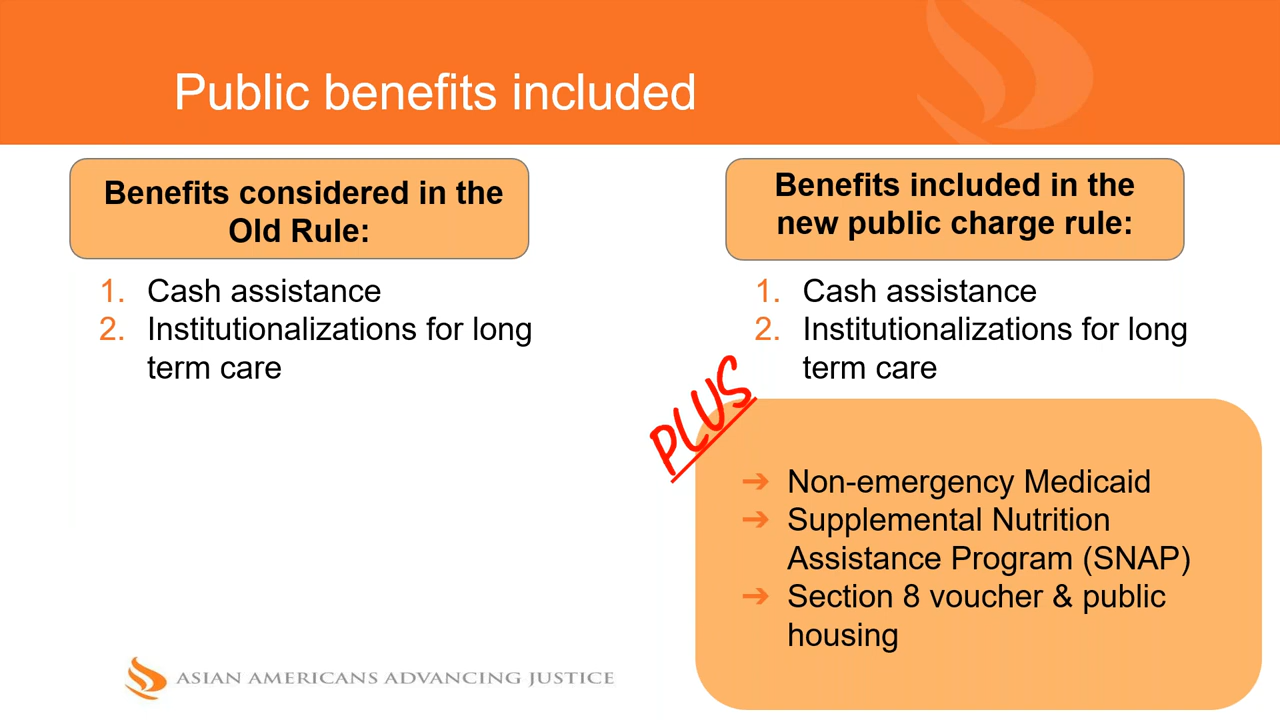 Public benefits included
Benefits considered in the
Old Rule:
1. Cash assistance
2. Institutionalizations for long
term care
Benefits included in the
new public charge rule:
1. Cash assistance
2. Institutionalizations for long
term care
PLUS
➔ Non-emergency Medicaid
➔ Supplemental Nutrition
Assistance Program (SNAP)
➔ Section 8 voucher & public
housing
ASIAN AMERICANS ADVANCING JUSTICE